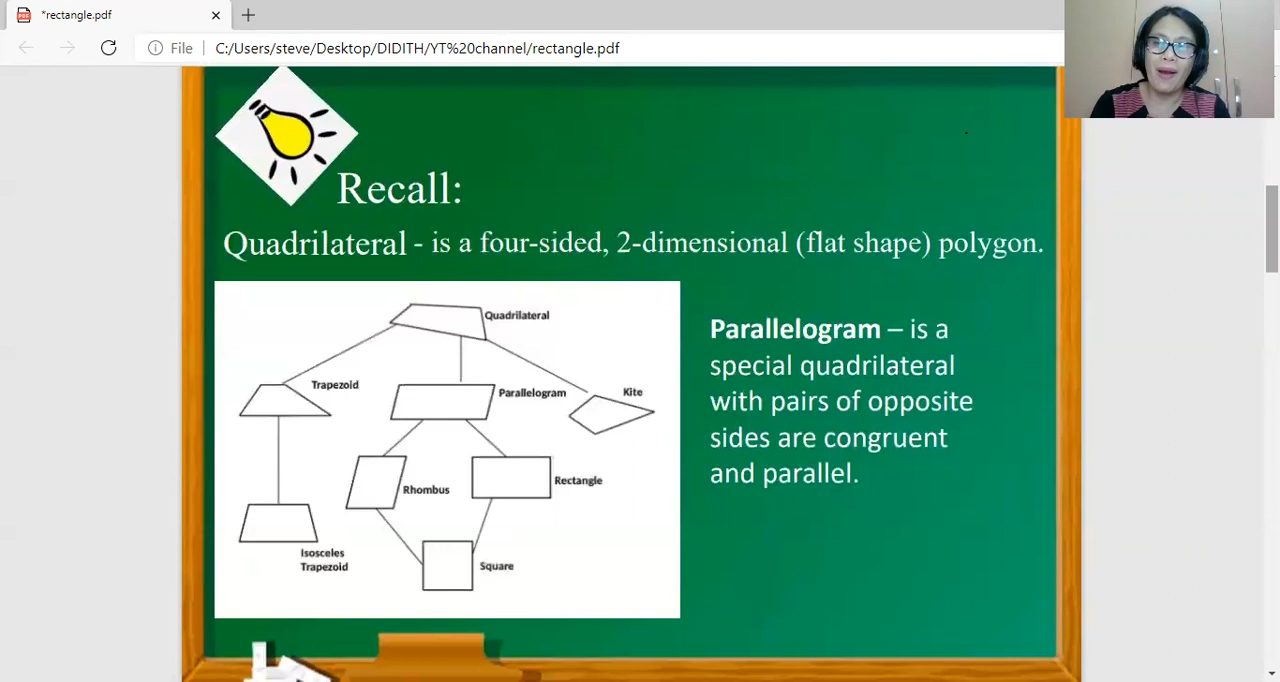 *rectangle.pdf
File
C:/Users/steve/Desktop/DIDITH/YT%20channel/rectangle.pdf
Recall:
Quadrilateral - is a four-sided, 2-dimensional (flat shape) polygon.
Quadrilateral
Trapezoid
Parallelogram
Kite
Rhombus
Rectangle
Isosceles
Trapezoid
Square
Parallelogram – is a
special quadrilateral
with pairs of opposite
sides are congruent
and parallel.